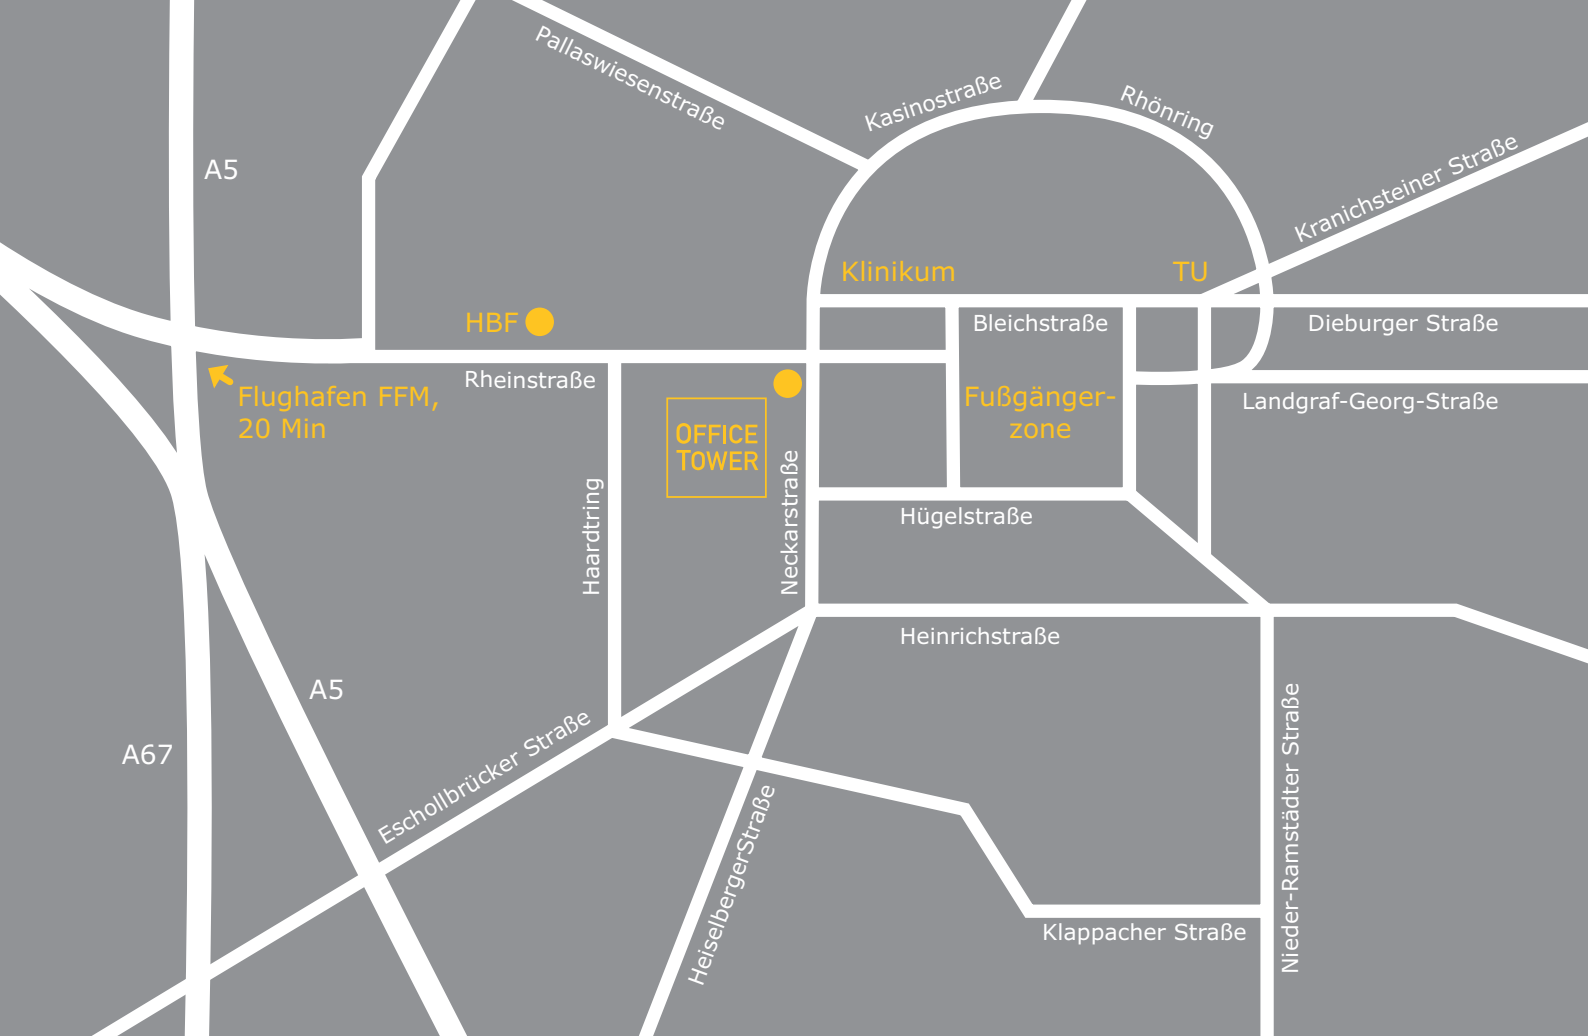 Pallaswiesenstraße
Kasinostraße
Rhönring
Kranichsteiner Straße
A5
Klinikum
TU
HBF
Bleichstraße
Dieburger Straße
Rheinstraße
Flughafen FFM,
20 Min
Fußgänger-
zone
Landgraf-Georg-Straße
OFFICE
TOWER
Neckarstraße
Haardtring
Hügelstraße
Heinrichstraße
A5
A67
Eschollbrücker Straße
HeiselbergerStraße
Nieder-Ramstädter Straße
Klappacher Straße